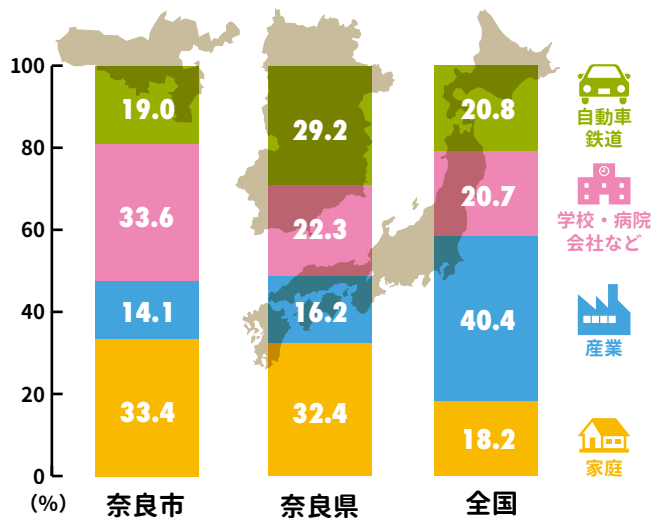 100
80
60
40
20
0
(%)
19.0
33.6
14.1
33.4
奈良市
29.2
22.3
16.2
32.4
奈良県
20.8
20.7
40.4
18.2
全国
自動車
鉄道
学校・病院
会社など
産業
家庭